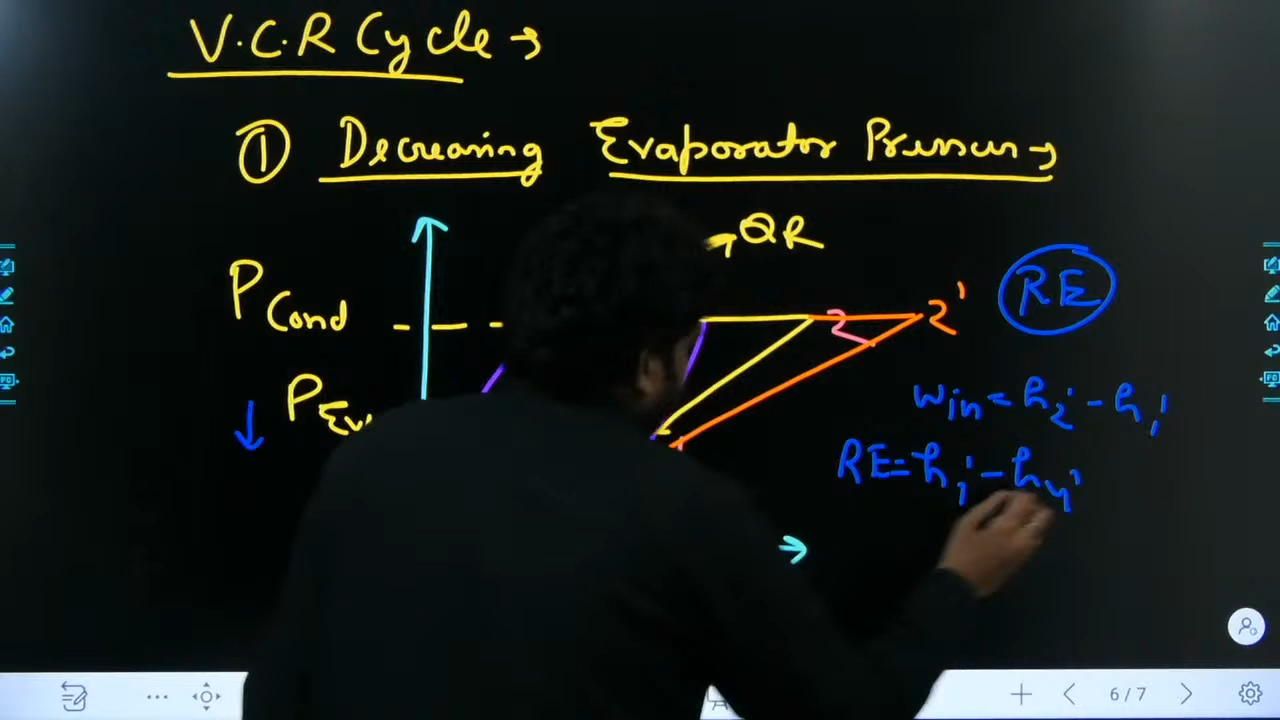 V.C.R Cycle →
① Decreasing Evaporator Pressure →
→ QR
P Cond
2
2'
RE
↓ P Ev
Win = h2' - h1'
RE = h1' - h4'
6/7